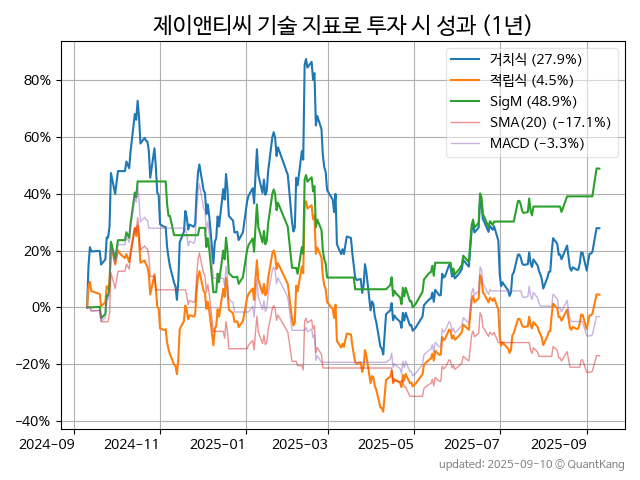 제이앤티씨 기술 지표로 투자 시 성과 (1년)
거치식 (27.9%)
적립식 (4.5%)
SigM (48.9%)
SMA(20) (−17.1%)
MACD (−3.3%)
80%
60%
40%
20%
0%
−20%
−40%
2024-09
2024-11
2025-01
2025-03
2025-05
2025-07
2025-09
updated: 2025-09-10 © QuantKang